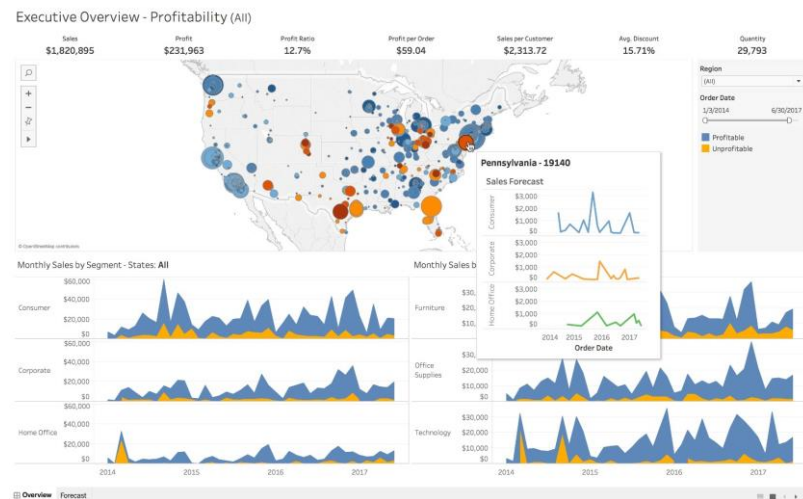 Executive Overview - Profitability (All)
Sales Profit Profit Ratio Profit per Order Sales per Customer Avg. Discount Quantity
$1,820,895 $231,963 12.7% $59.04 $2,313.72 15.71% 29,793
Region
(All)
Order Date
1/3/2014 6/30/2017
Profitable
Unprofitable
Pennsylvania - 19140
Sales Forecast
Consumer
$3,000
$2,000
$1,000
$0
Corporate
$3,000
$2,000
$1,000
$0
Home Office
$3,000
$2,000
$1,000
$0
2014 2015 2016 2017
Order Date
© OpenStreetMap contributors
Monthly Sales by Segment - States: All
Consumer
$60,000
$40,000
$20,000
$0
Corporate
$60,000
$40,000
$20,000
$0
Home Office
$60,000
$40,000
$20,000
$0
2014 2015 2016 2017
Monthly Sales b
Furniture
$30,
$20,
$10,
$0
Office
Supplies
$30,
$20,000
$10,000
$0
Technology
$30,000
$20,000
$10,000
$0
2014 2015 2016 2017
Overview Forecast